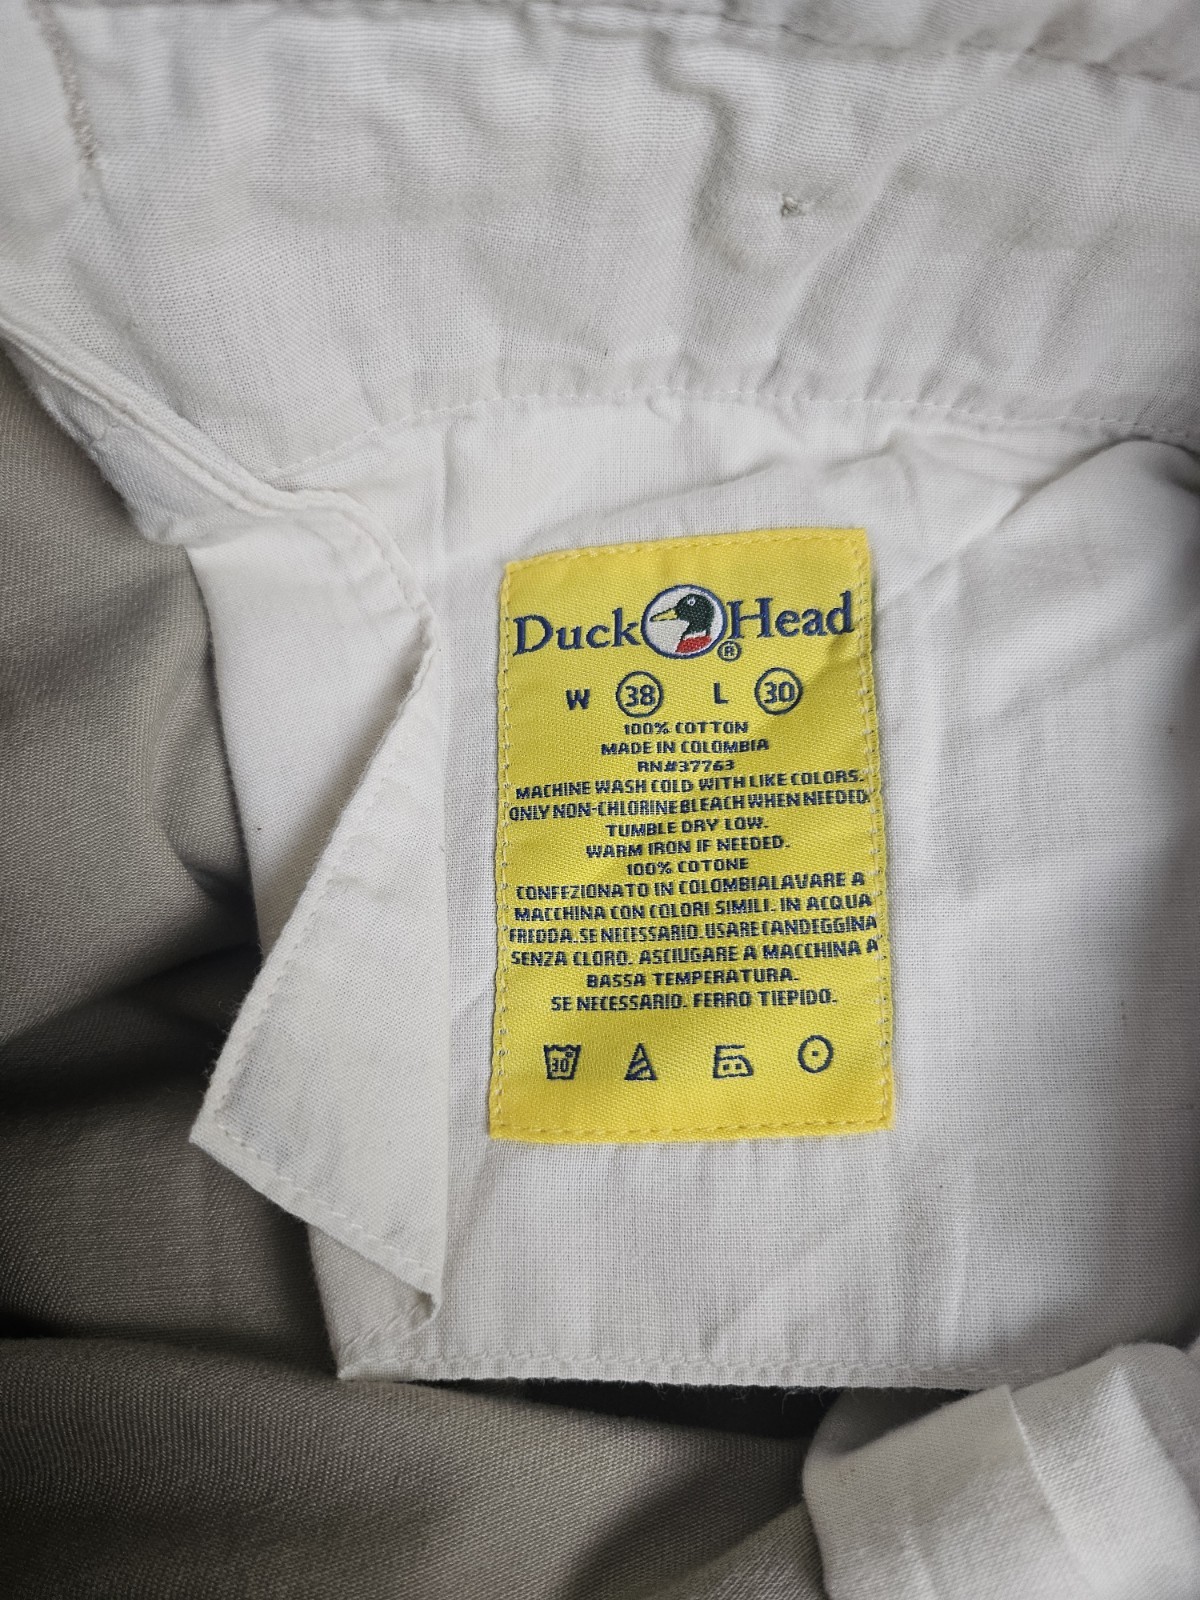 Duck Head ®
W 38 L 30
100% COTTON
MADE IN COLOMBIA
RN#37763
MACHINE WASH COLD WITH LIKE COLORS.
ONLY NON-CHLORINE BLEACH WHEN NEEDED.
TUMBLE DRY LOW.
WARM IRON IF NEEDED.
100% COTONE
CONFEZIONATO IN COLOMBIALAVARE A
MACCHINA CON COLORI SIMILI. IN ACQUA
FREDDA. SE NECESSARIO. USARE CANDEGGINA
SENZA CLORO. ASCIUGARE A MACCHINA A
BASSA TEMPERATURA.
SE NECESSARIO. FERRO TIEPIDO.
30°